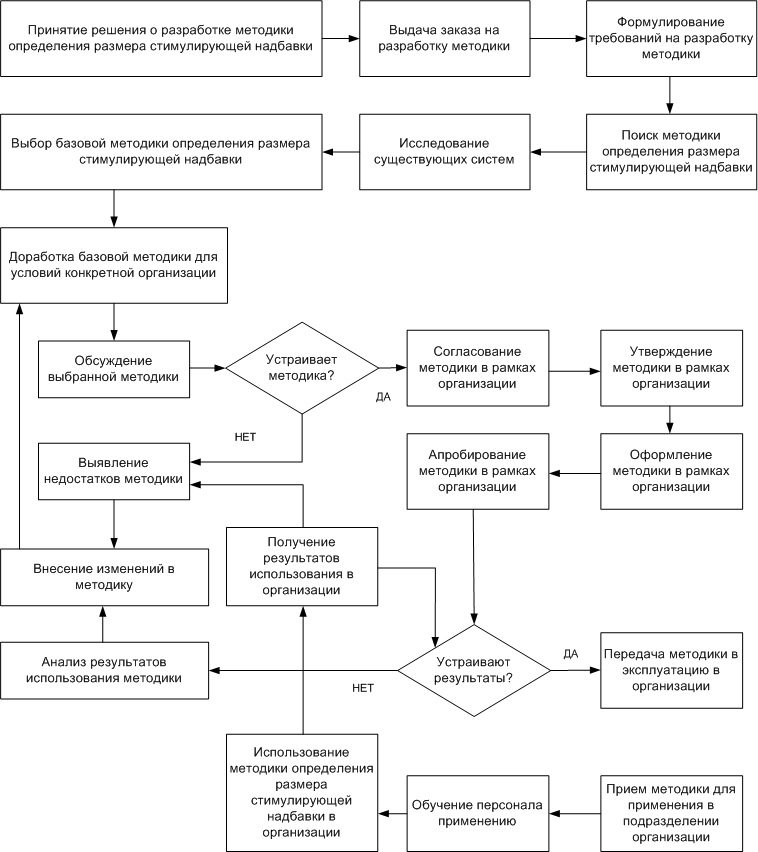 Принятие решения о разработке методики
определения размера стимулирующей надбавки
Выдача заказа на
разработку методики
Формулирование
требований на разработку
методики
Выбор базовой методики определения размера
стимулирующей надбавки
Исследование
существующих систем
Поиск методики
определения размера
стимулирующей надбавки
Доработка базовой методики для
условий конкретной организации
Обсуждение
выбранной методики
Устраивает
методика?
ДА
НЕТ
Согласование
методики в рамках
организации
Утверждение
методики в рамках
организации
Выявление
недостатков методики
Апробирование
методики в рамках
организации
Оформление
методики в рамках
организации
Внесение изменений в
методику
Получение
результатов
использования в
организации
Анализ результатов
использования методики
НЕТ
Устраивают
результаты?
ДА
Передача методики в
эксплуатацию в
организации
Использование
методики определения
размера
стимулирующей
надбавки в
организации
Обучение персонала
применению
Прием методики для
применения в
подразделении
организации